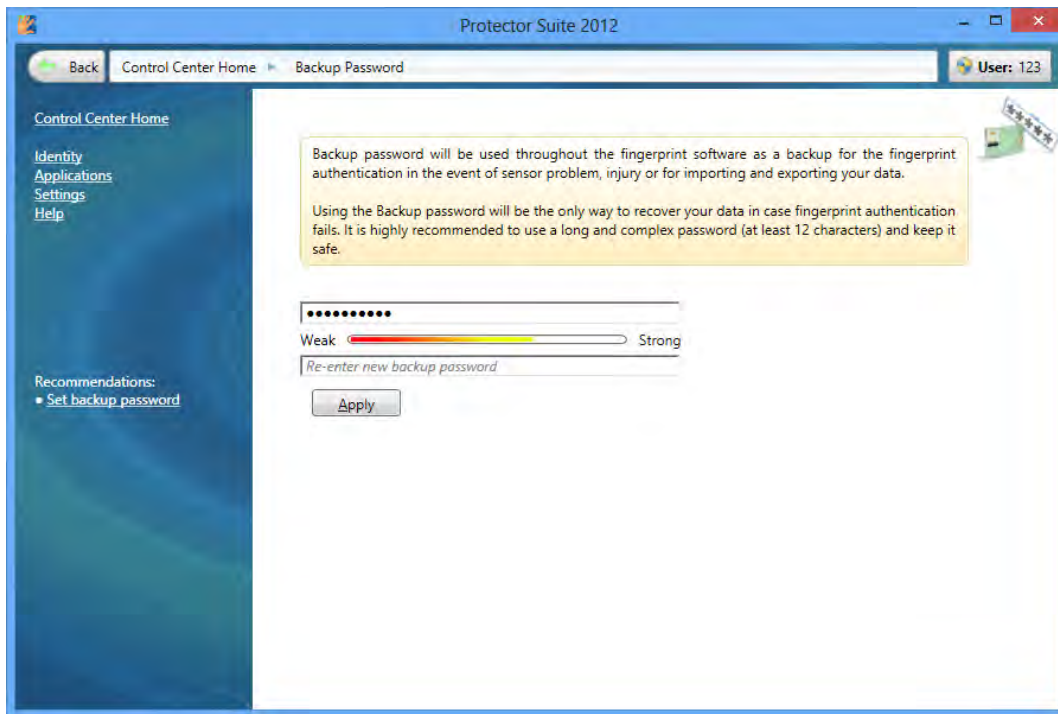 Protector Suite 2012
Back
Control Center Home
Backup Password
User: 123
Control Center Home
Identity
Applications
Settings
Help
Recommendations:
• Set backup password
Backup password will be used throughout the fingerprint software as a backup for the fingerprint
authentication in the event of sensor problem, injury or for importing and exporting your data.
Using the Backup password will be the only way to recover your data in case fingerprint authentication
fails. It is highly recommended to use a long and complex password (at least 12 characters) and keep it
safe.
••••••••••
Weak
Strong
Re-enter new backup password
Apply